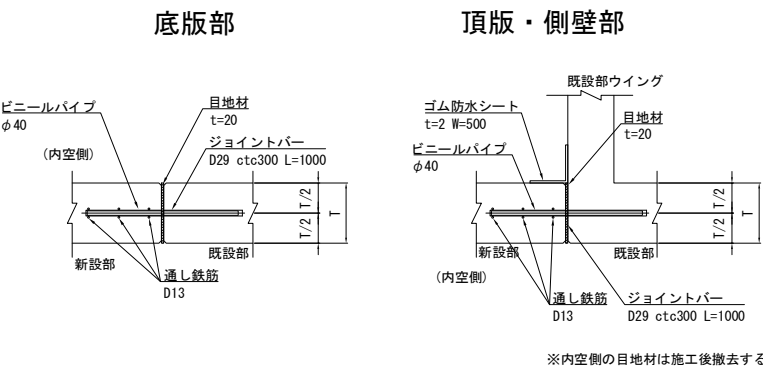 底版部
ビニールパイプ
φ40
目地材
t=20
(内空側)
ジョイントバー
D29 ctc300 L=1000
T/2
T/2
T
新設部
既設部
通し鉄筋
D13
頂版・側壁部
既設部ウイング
ゴム防水シート
t=2 W=500
目地材
t=20
ビニールパイプ
φ40
T/2
T/2
T
新設部
既設部
(内空側)
通し鉄筋
D13
ジョイントバー
D29 ctc300 L=1000
※内空側の目地材は施工後撤去する